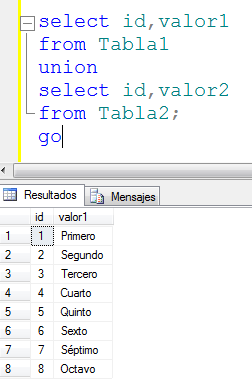 select id,valor1
from Tabla1
union
select id,valor2
from Tabla2;
go
Resultados Mensajes
id valor1
1 1 Primero
2 2 Segundo
3 3 Tercero
4 4 Cuarto
5 5 Quinto
6 6 Sexto
7 7 Séptimo
8 8 Octavo